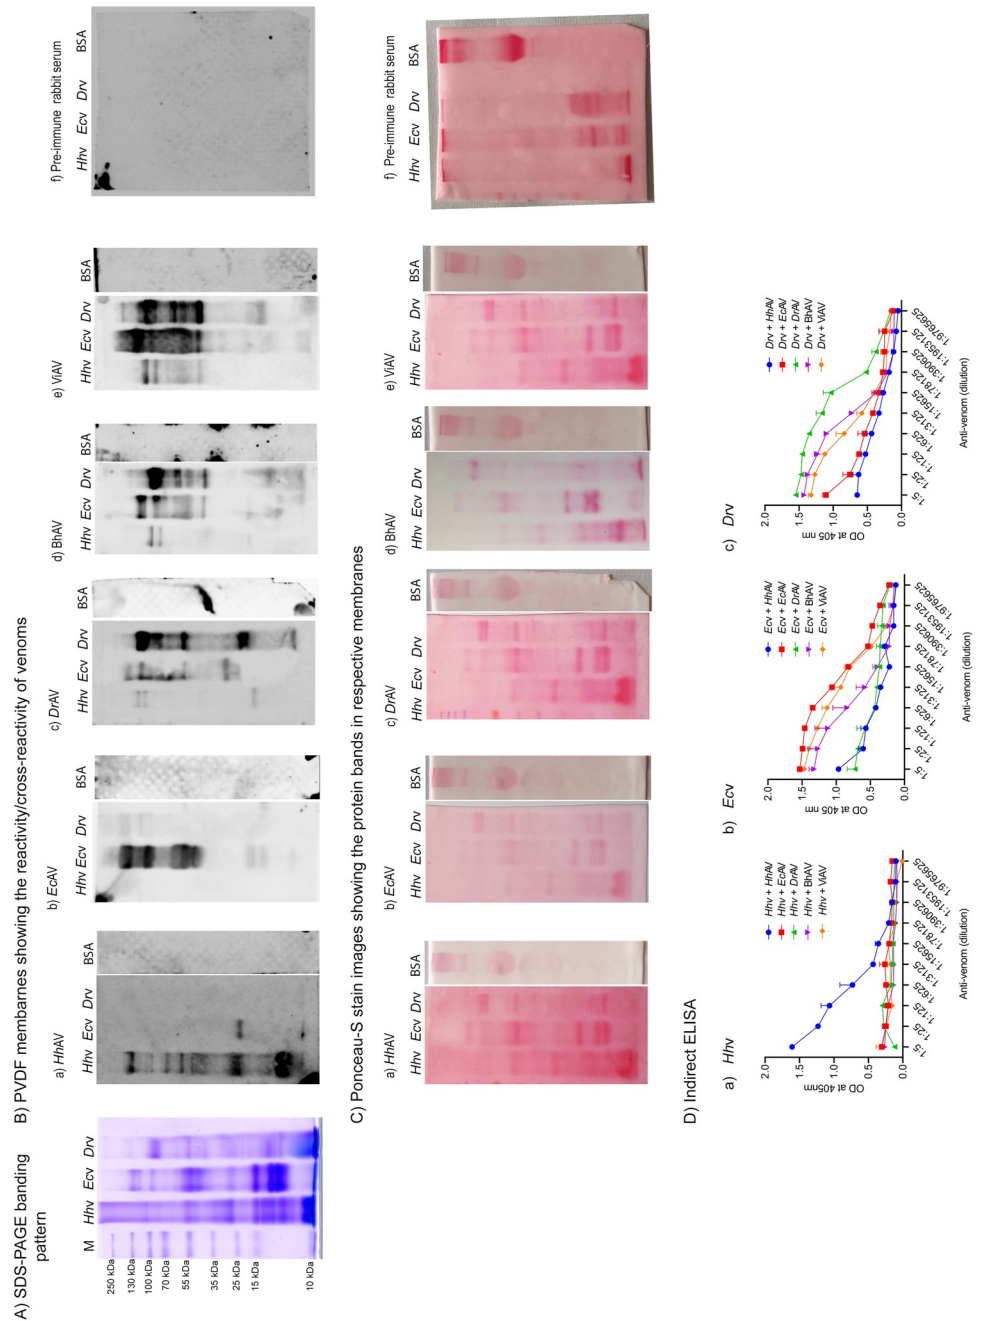 A) SDS-PAGE banding
pattern
M Hhv Ecv Drv
250 kDa
130 kDa
100 kDa
70 kDa
55 kDa
35 kDa
25 kDa
15 kDa
10 kDa
B) PVDF membarnes showing the reactivity/cross-reactivity of venoms
a) HhAV
Hhv Ecv Drv BSA
b) EcAV
Hhv Ecv Drv BSA
c) DrAV
Hhv Ecv Drv BSA
d) BhAV
Hhv Ecv Drv BSA
e) ViAV
Hhv Ecv Drv BSA
f) Pre-immune rabbit serum
Hhv Ecv Drv BSA
C) Ponceau-S stain images showing the protein bands in respective membranes
a) HhAV
Hhv Ecv Drv BSA
b) EcAV
Hhv Ecv Drv BSA
c) DrAV
Hhv Ecv Drv BSA
d) BhAV
Hhv Ecv Drv BSA
e) ViAV
Hhv Ecv Drv BSA
f) Pre-immune rabbit serum
Hhv Ecv Drv BSA
D) Indirect ELISA
a) Hhv
OD at 405nm
2.0
1.5
1.0
0.5
0.0
Hhv + HhAV
Hhv + EcAV
Hhv + DrAV
Hhv + BhAV
Hhv + ViAV
1:5 1:25 1:125 1:625 1:3125 1:15625 1:78125 1:390625 1:1953125 1:9765625
Anti-venom (dilution)
b) Ecv
OD at 405 nm
2.0
1.5
1.0
0.5
0.0
Ecv + HhAV
Ecv + EcAV
Ecv + DrAV
Ecv + BhAV
Ecv + ViAV
1:5 1:25 1:125 1:625 1:3125 1:15625 1:78125 1:390625 1:1953125 1:9765625
Anti-venom (dilution)
c) Drv
OD at 405 nm
2.0
1.5
1.0
0.5
0.0
Drv + HhAV
Drv + EcAV
Drv + DrAV
Drv + BhAV
Drv + ViAV
1:5 1:25 1:125 1:625 1:3125 1:15625 1:78125 1:390625 1:1953125 1:9765625
Anti-venom (dilution)